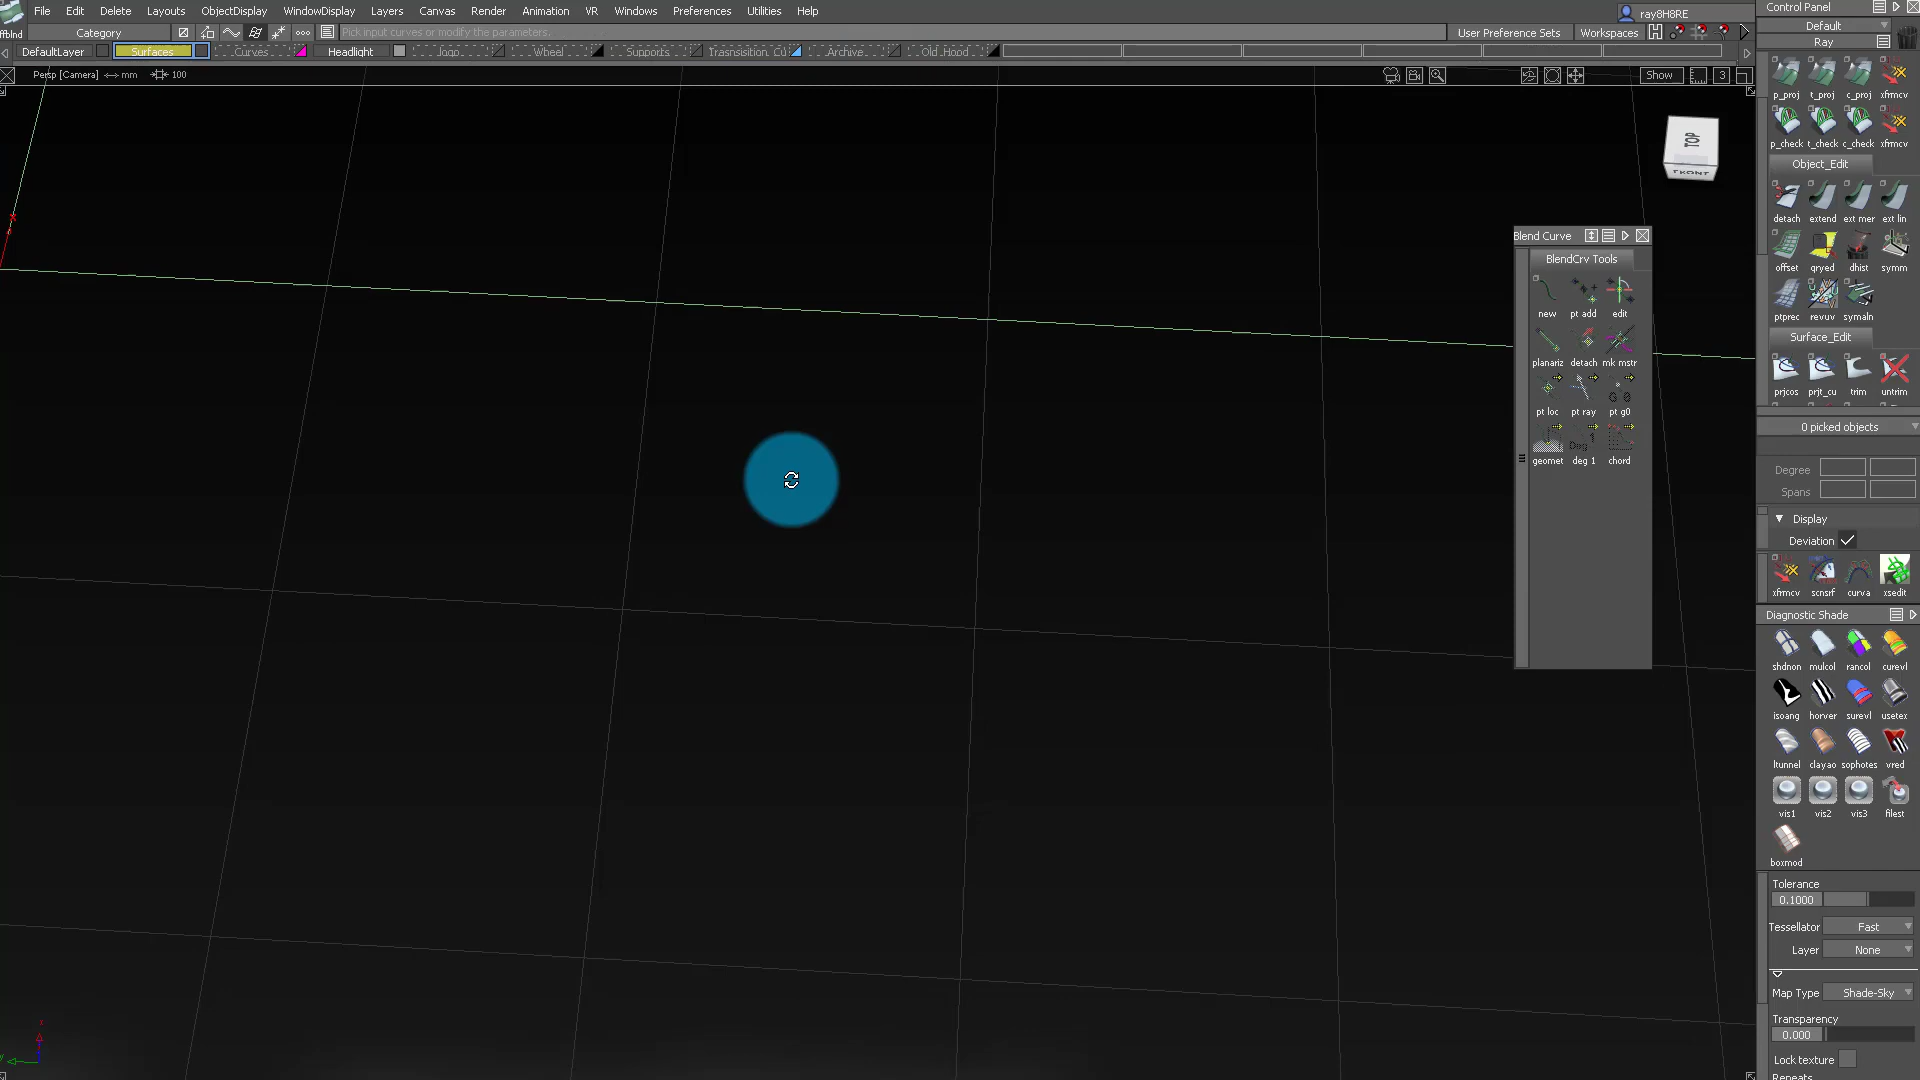 File Edit Delete Layouts ObjectDisplay WindowDisplay Layers Canvas Render Animation VR Windows Preferences Utilities Help
ray8H8RE
Control Panel
Default
Ray
ffblnd
Category
Pick input curves or modify the parameters.
User Preference Sets
Workspaces
DefaultLayer
Surfaces
Curves
Headlight
logo
Wheel
Supports
Archive
Old_Hood
Persp [Camera]
mm
100
Show
3
TOP
FRONT
p_proj t_proj c_proj xfrmcv
p_check t_check c_check xfrmcv
Object_Edit
detach extend ext mer ext lin
offset qryed dhist symm
ptprec revuv symaln
Surface_Edit
prjcos prjt_cu trim untrim
0 picked objects
Degree
Spans
Display
Deviation
xfrmcv scnsrf curva xsedit
Diagnostic Shade
shdnon mulcol rancol curevl
isoang horver surevl usetex
ltunnel clayao sophotes vred
vis1 vis2 vis3 filest
boxmod
Tolerance
0.1000
Tessellator Fast
Layer None
Map Type Shade-Sky
Transparency
0.000
Lock texture
Repeats
Blend Curve
BlendCrv Tools
new pt add edit
planariz detach mk mstr
pt loc pt ray pt g0
geomet deg 1 chord